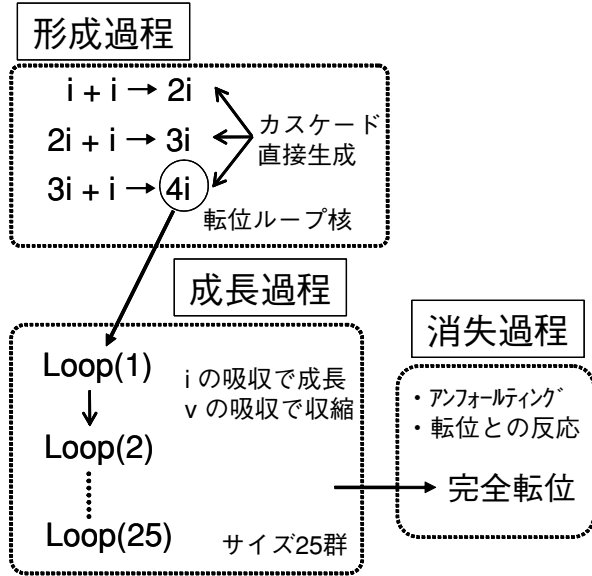 形成過程
i + i → 2i
2i + i → 3i
3i + i → 4i
カスケード
直接生成
転位ループ核
成長過程
Loop(1)
Loop(2)
Loop(25)
i の吸収で成長
v の吸収で収縮
サイズ25群
消失過程
・アンフォールティング
・転位との反応
完全転位